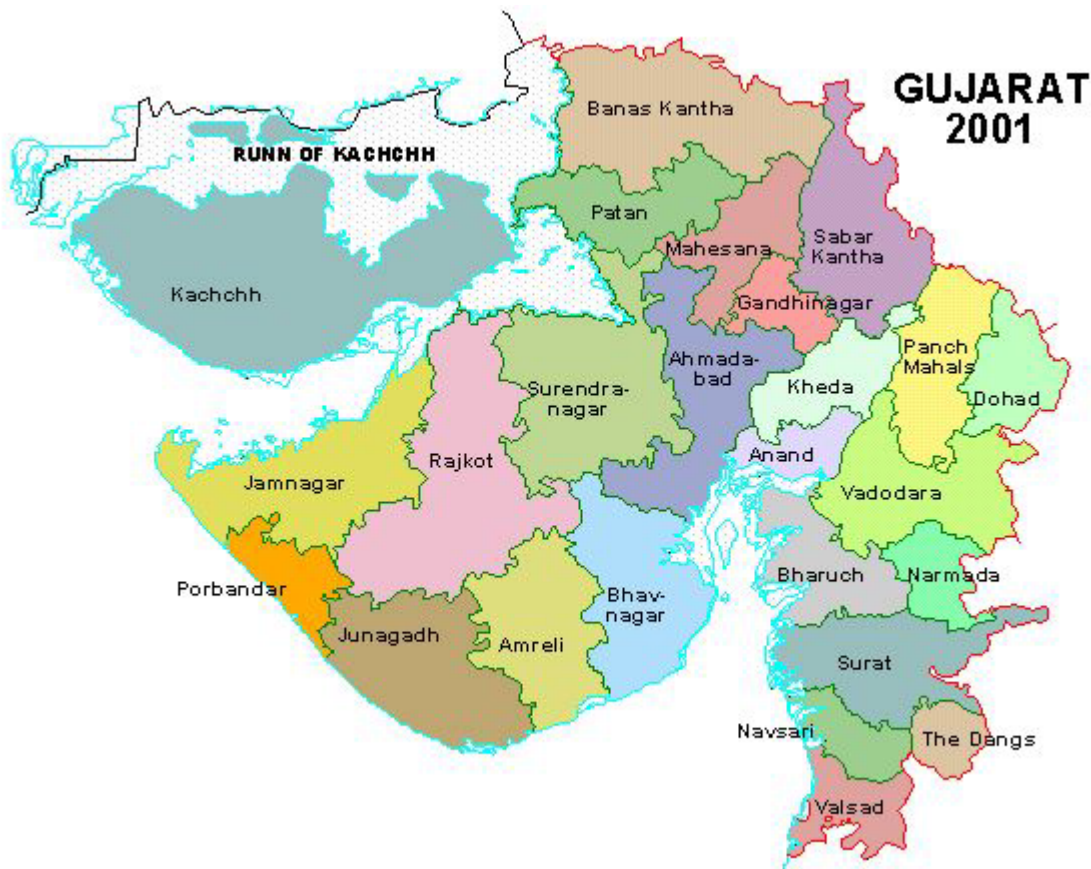 GUJARAT
2001
Banas Kantha
RUNN OF KACHCHH
Patan
Mahesana
Sabar
Kantha
Kachchh
Gandhinagar
Ahmada-
bad
Panch
Mahals
Kheda
Dohad
Surendra-
nagar
Anand
Rajkot
Jamnagar
Vadodara
Porbandar
Bharuch
Narmada
Bhav-
nagar
Junagadh
Amreli
Surat
Navsari
The Dangs
Valsad